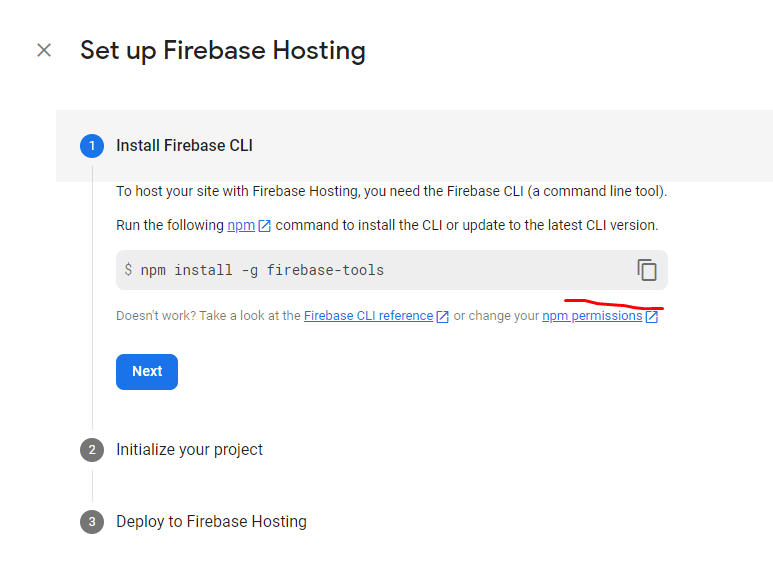 Set up Firebase Hosting
1 Install Firebase CLI
To host your site with Firebase Hosting, you need the Firebase CLI (a command line tool).
Run the following npm command to install the CLI or update to the latest CLI version.
$ npm install -g firebase-tools
Doesn't work? Take a look at the Firebase CLI reference or change your npm permissions
Next
2 Initialize your project
3 Deploy to Firebase Hosting